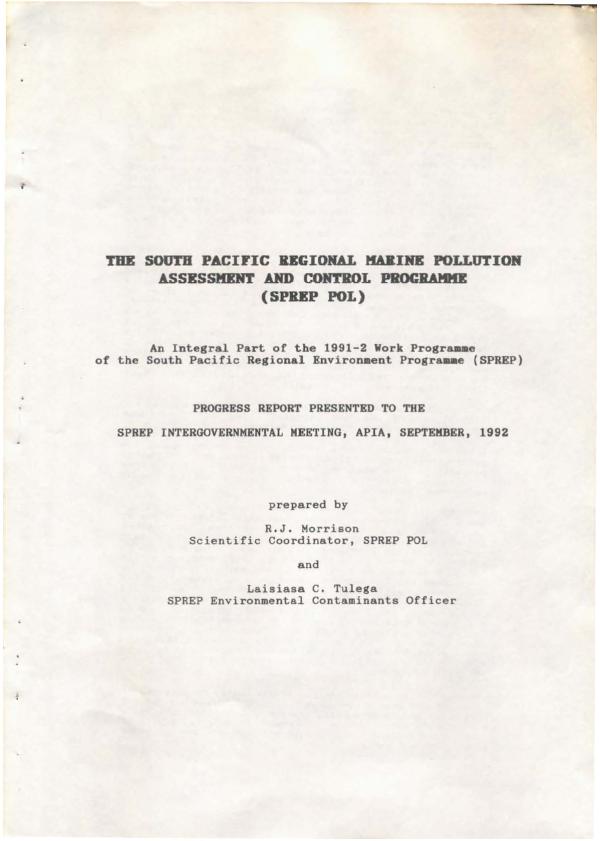 THE SOUTH PACIFIC REGIONAL MARINE POLLUTION
ASSESSMENT AND CONTROL PROGRAMME
(SPREP POL)
An Integral Part of the 1991-2 Work Programme
of the South Pacific Regional Environment Programme (SPREP)
PROGRESS REPORT PRESENTED TO THE
SPREP INTERGOVERNMENTAL MEETING, APIA, SEPTEMBER, 1992
prepared by
R.J. Morrison
Scientific Coordinator, SPREP POL
and
Laisiasa C. Tulega
SPREP Environmental Contaminants Officer